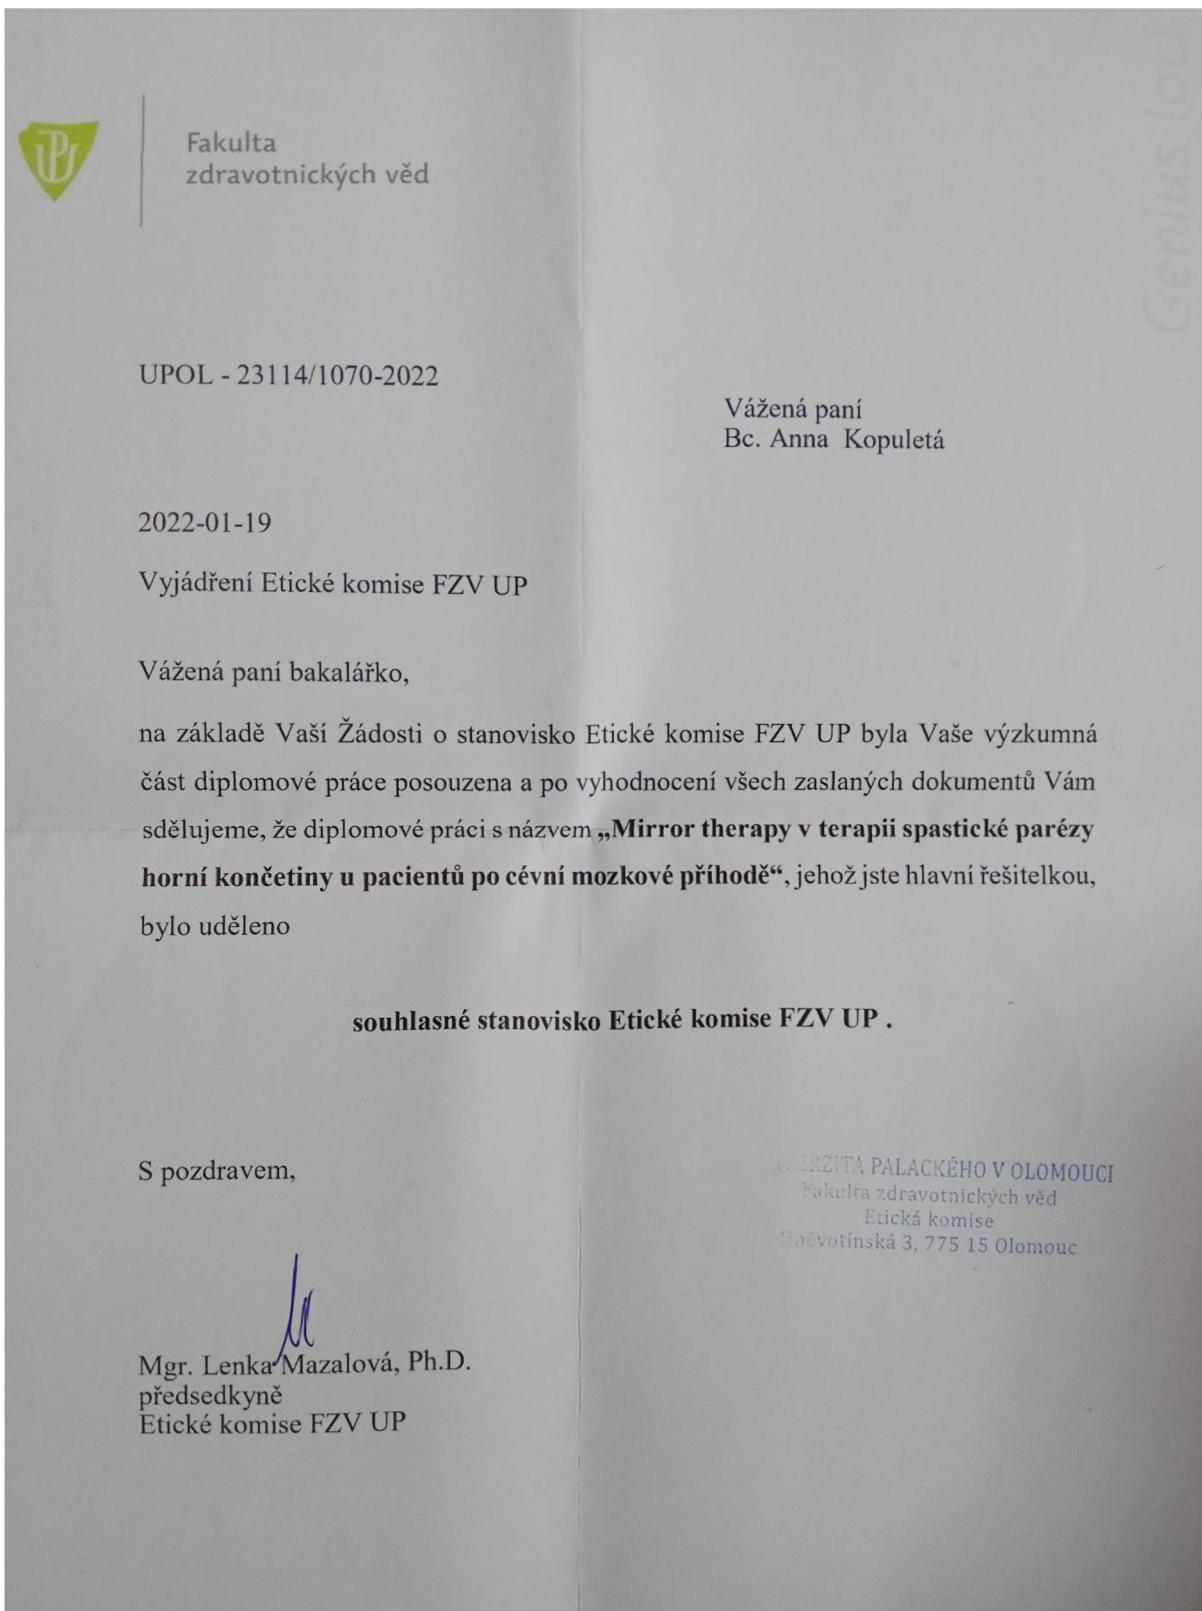 Fakulta
zdravotnických věd
Genius loci
UPOL - 23114/1070-2022
Vážená paní
Bc. Anna Kopuletá
2022-01-19
Vyjádření Etické komise FZV UP
Vážená paní bakalářko,
na základě Vaší Žádosti o stanovisko Etické komise FZV UP byla Vaše výzkumná
část diplomové práce posouzena a po vyhodnocení všech zaslaných dokumentů Vám
sdělujeme, že diplomové práci s názvem „Mirror therapy v terapii spastické parézy
horní končetiny u pacientů po cévní mozkové příhodě“, jehož jste hlavní řešitelkou,
bylo uděleno
souhlasné stanovisko Etické komise FZV UP .
S pozdravem,
PALACKÉHO V OLOMOUCI
Fakulta zdravotnických věd
Etická komise
3, 775 15 Olomouc
Mgr. Lenka Mazalová, Ph.D.
předsedkyně
Etické komise FZV UP